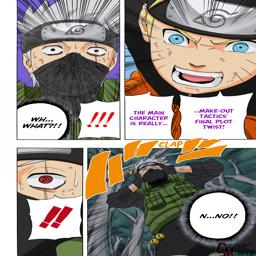 WH...
WHAT?!!
!!!
THE MAIN
CHARACTER
IS REALLY...
...MAKE-OUT
TACTICS'
FINAL PLOT
TWIST!
!!
CLAP
N...NO!!